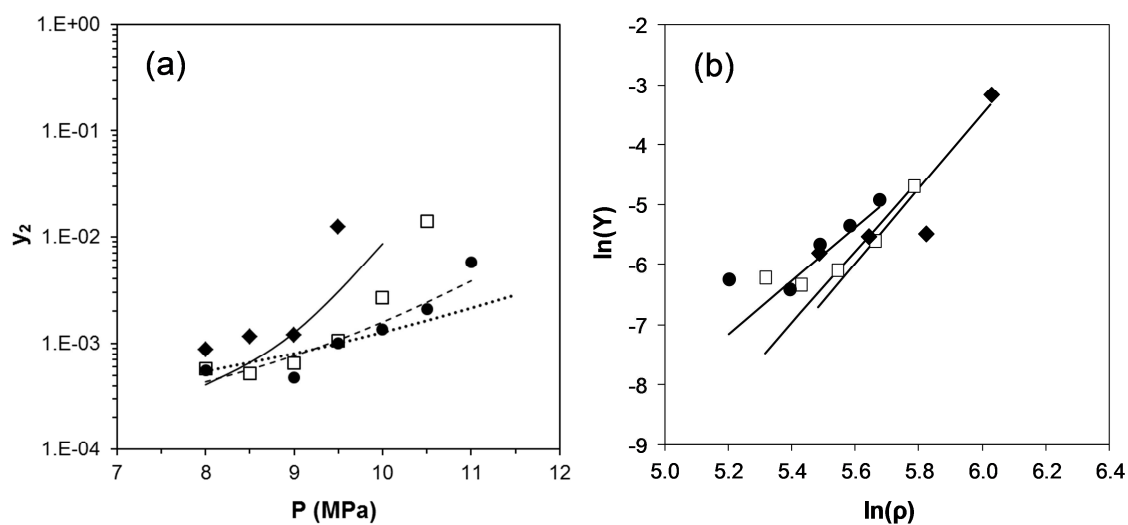 (a)
1.E+00
1.E-01
1.E-02
1.E-03
1.E-04
y₂
7 8 9 10 11 12
P (MPa)
(b)
-2
-3
-4
-5
-6
-7
-8
-9
ln(Y)
5.0 5.2 5.4 5.6 5.8 6.0 6.2 6.4
ln(ρ)